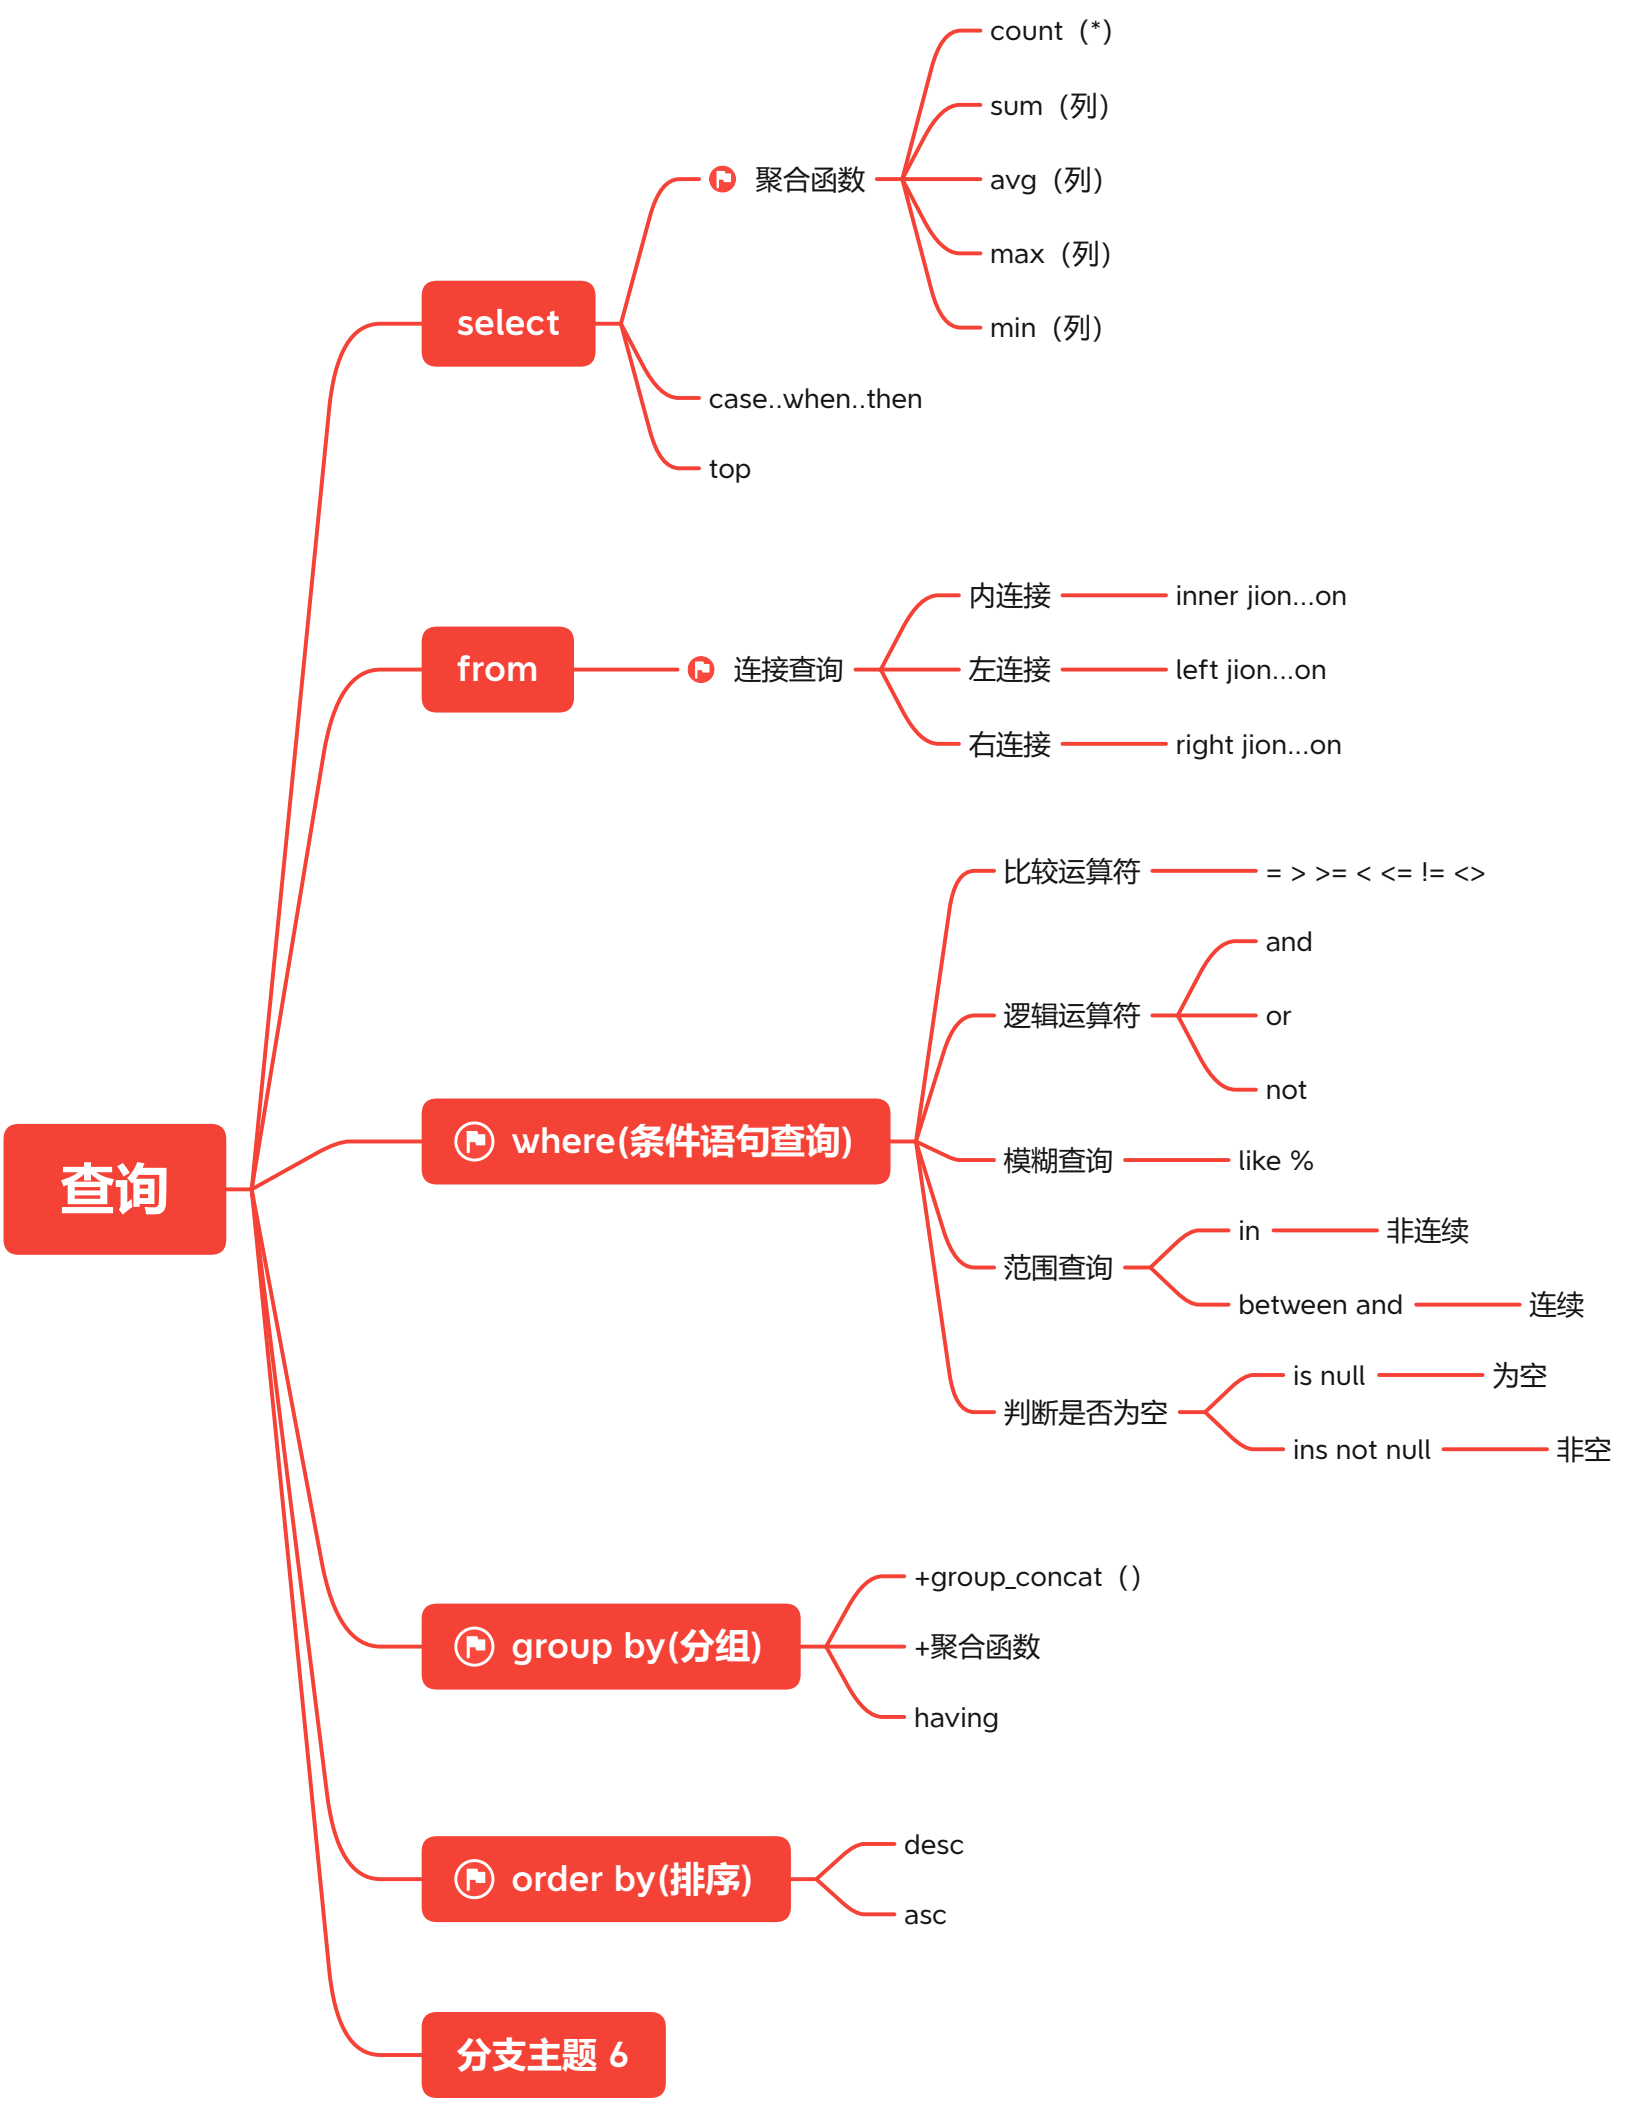 查询
select
聚合函数
count（*）
sum（列）
avg（列）
max（列）
min（列）
case..when..then
top
from
连接查询
内连接
inner jion...on
左连接
left jion...on
右连接
right jion...on
where(条件语句查询)
比较运算符
= > >= < <= != <>
逻辑运算符
and
or
not
模糊查询
like %
范围查询
in
非连续
between and
连续
判断是否为空
is null
为空
ins not null
非空
group by(分组)
+group_concat（）
+聚合函数
having
order by(排序)
desc
asc
分支主题 6